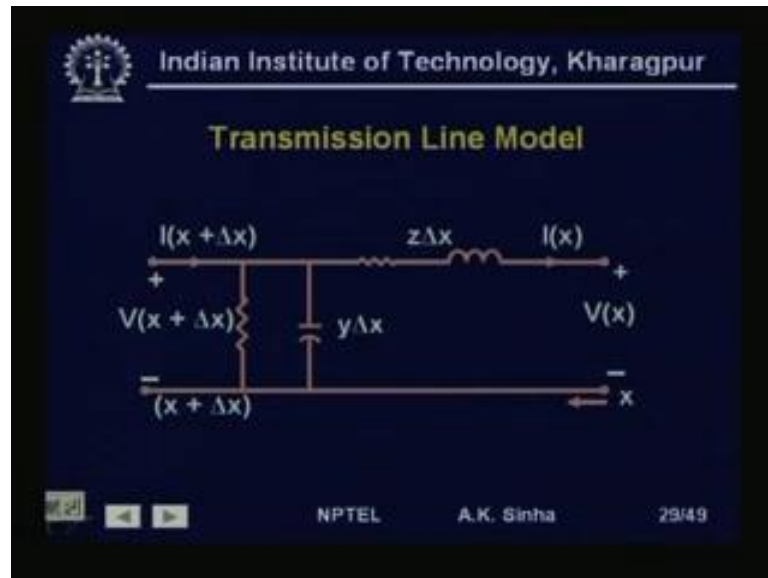 Indian Institute of Technology, Kharagpur
Transmission Line Model
I(x +Δx) zΔx I(x)
+ +
V(x + Δx) yΔx V(x)
– –
(x + Δx) x
NPTEL A.K. Sinha 29/49